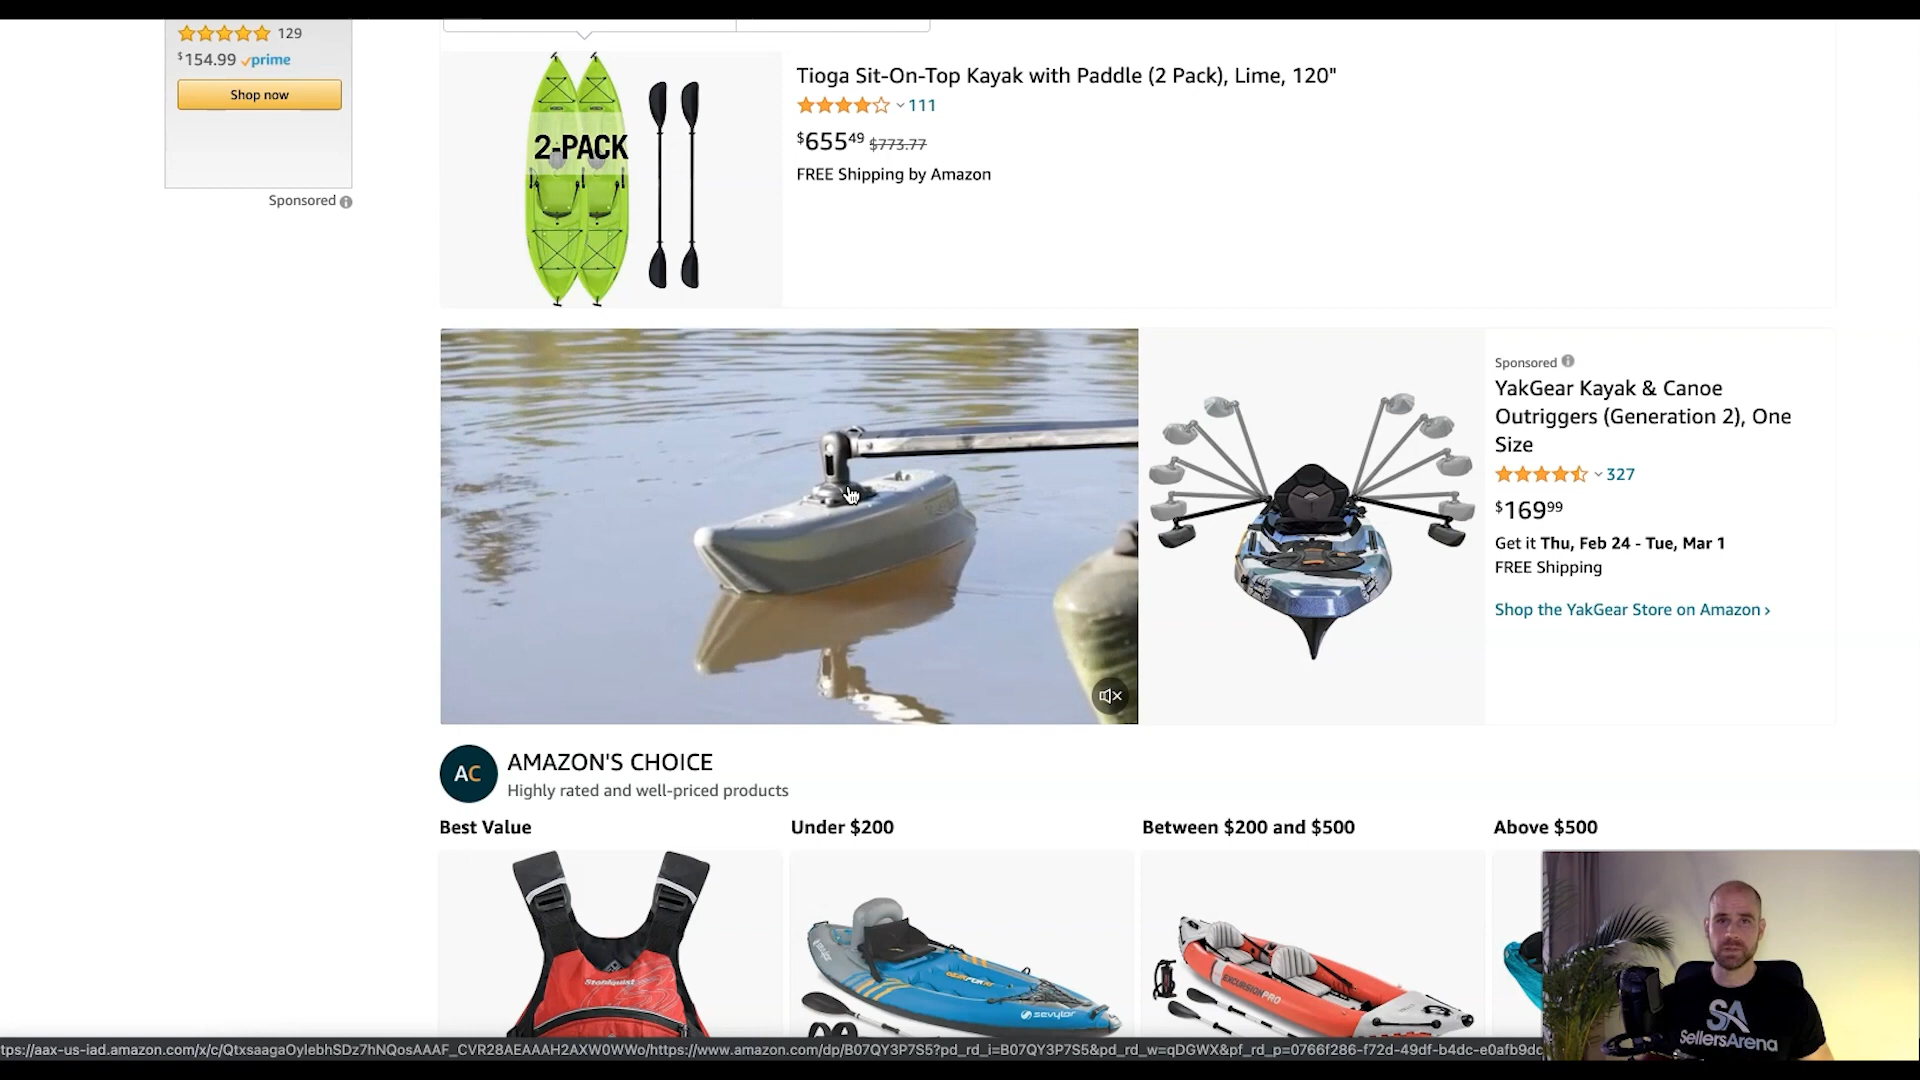 129
$154.99 prime
Shop now
Sponsored
2-PACK
Tioga Sit-On-Top Kayak with Paddle (2 Pack), Lime, 120"
111
$655 49 $773.77
FREE Shipping by Amazon
Sponsored
YakGear Kayak & Canoe
Outriggers (Generation 2), One
Size
327
$169 99
Get it Thu, Feb 24 - Tue, Mar 1
FREE Shipping
Shop the YakGear Store on Amazon ›
AC
AMAZON'S CHOICE
Highly rated and well-priced products
Best Value
Under $200
Between $200 and $500
Above $500
Stohlquist
SEVYLOR
EXCURSION PRO
SA
SellersArena
tps://aax-us-iad.amazon.com/x/c/QtxsaagaOylebhSDz7hNQosAAAF_CVR28AEAAAH2AXW0WWo/https://www.amazon.com/dp/B07QY3P7S5?pd_rd_i=B07QY3P7S5&pd_rd_w=qDGWX&pf_rd_p=0766f286-f72d-49df-b4dc-e0afb9dc